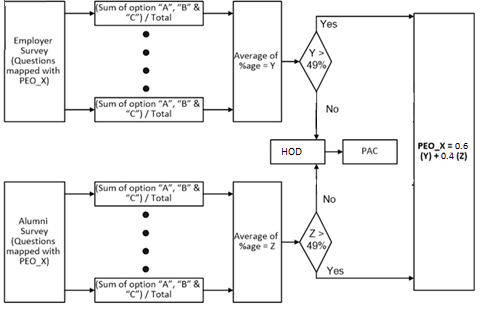 (Sum of option "A", "B" &
"C") / Total
Employer
Survey
(Questions
mapped with
PEO_X)
(Sum of option "A", "B" &
"C") / Total
Average of
%age = Y
Y >
49%
Yes
No
HOD
PAC
PEO_X = 0.6
(Y) + 0.4 (Z)
(Sum of option "A", "B" &
"C") / Total
Alumni
Survey
(Questions
mapped with
PEO_X)
(Sum of option "A", "B" &
"C") / Total
Average of
%age = Z
No
Z >
49%
Yes